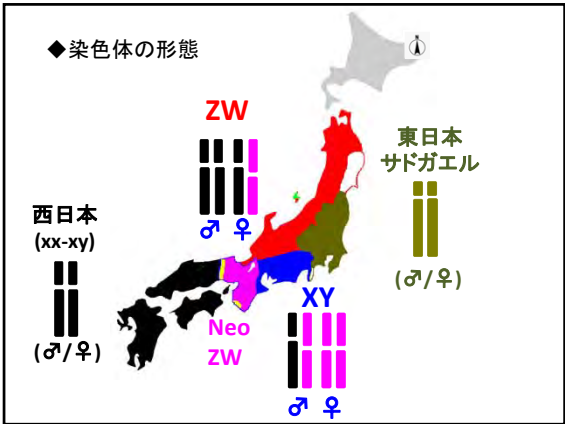 ◆染色体の形態
ZW
♂ ♀
東日本
サドガエル
(♂/♀)
西日本
(xx-xy)
(♂/♀)
Neo
ZW
XY
♂ ♀